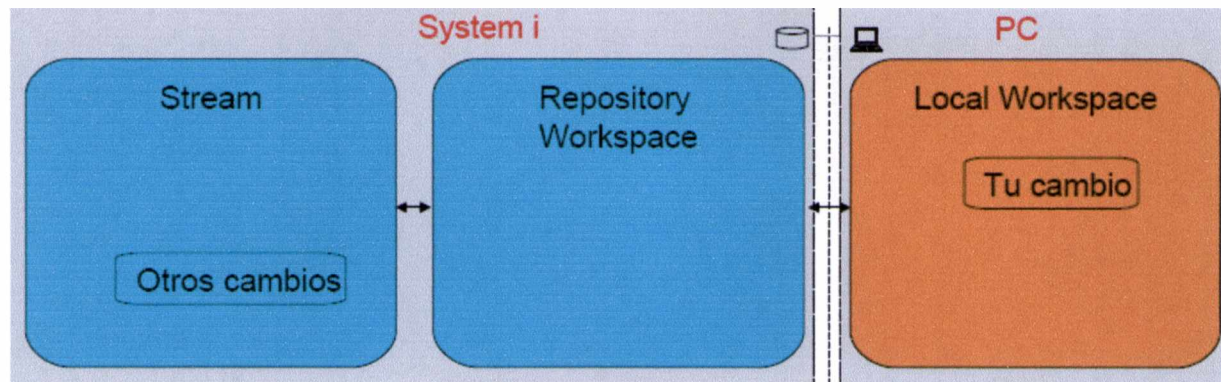 System i
PC
Stream
Repository
Workspace
Local Workspace
Tu cambio
Otros cambios